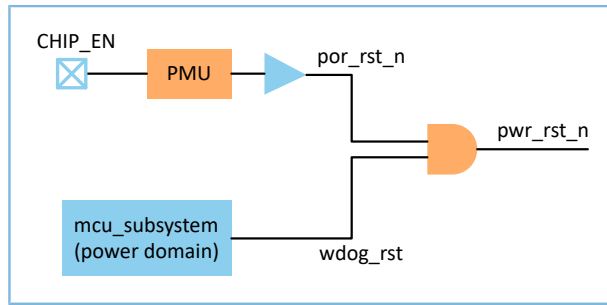 CHIP_EN
PMU
por_rst_n
pwr_rst_n
mcu_subsystem
(power domain)
wdog_rst